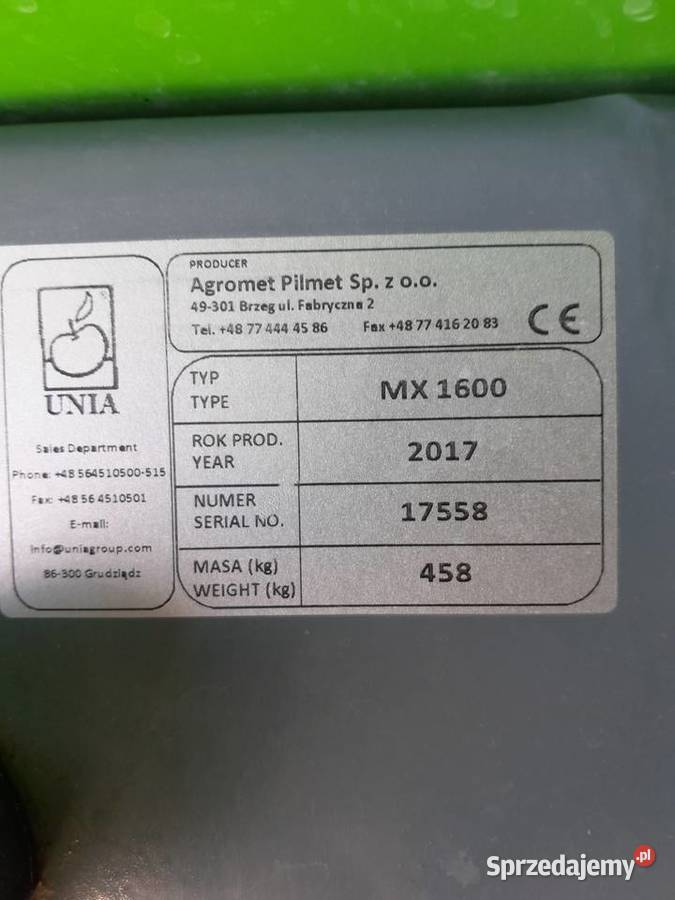 PRODUCER
Agromet Pilmet Sp. z o.o.
49-301 Brzeg ul. Fabryczna 2
Tel. +48 77 444 45 86 Fax +48 77 416 20 83
CE
UNIA
Sales Department
Phone: +48 564510500-515
Fax: +48 56 4510501
E-mail:
info@uniagroup.com
86-300 Grudziądz
TYP
TYPE
MX 1600
ROK PROD.
YEAR
2017
NUMER
SERIAL NO.
17558
MASA (kg)
WEIGHT (kg)
458
Sprzedajemy.pl